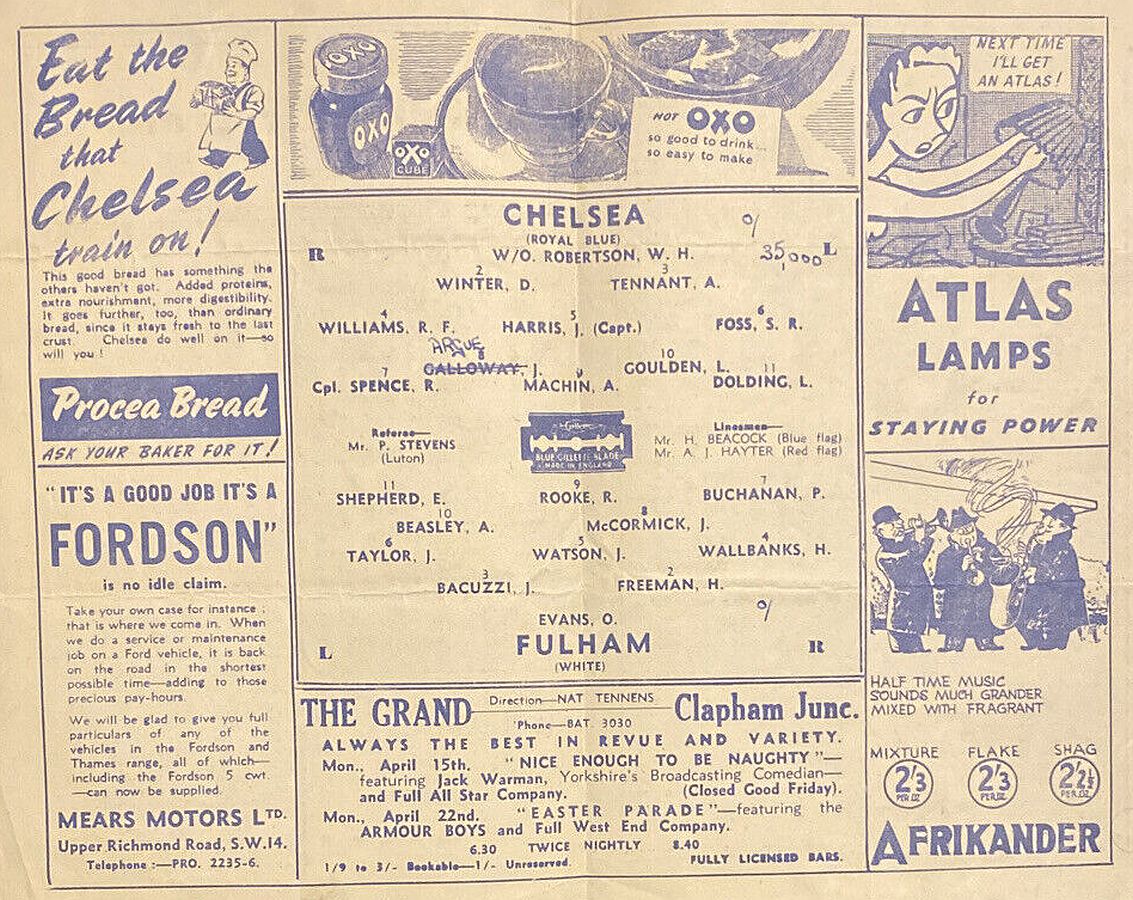 Eat the
Bread
that
Chelsea
train on!
This good bread has something the
others haven't got. Added proteins,
extra nourishment, more digestibility.
It goes further, too, than ordinary
bread, since it stays fresh to the last
crust. Chelsea do well on it—so
will you!
Procea Bread
ASK YOUR BAKER FOR IT!
"IT'S A GOOD JOB IT'S A
FORDSON"
is no idle claim.
Take your own case for instance;
that is where we come in. When
we do a service or maintenance
job on a Ford vehicle, it is back
on the road in the shortest
possible time—adding to those
precious pay-hours.
We will be glad to give you full
particulars of any of the
vehicles in the Fordson and
Thames range, all of which—
including the Fordson 5 cwt.
—can now be supplied.
MEARS MOTORS LTD.
Upper Richmond Road, S.W.14.
Telephone:—PRO. 2235-6.
OXO
OXO
OXO
CUBE
HOT OXO
so good to drink...
so easy to make
CHELSEA 0/
(ROYAL BLUE)
R W/O. ROBERTSON, W. H. 35,000 L
2 3
WINTER, D. TENNANT, A.
4 5 6
WILLIAMS, R. F. HARRIS, J. (Capt.) FOSS, S. R.
ARGUE
8 10
GALLOWAY, J. GOULDEN, L.
7 9 11
Cpl. SPENCE, R. MACHIN, A. DOLDING, L.
Referee—
Mr. P. STEVENS
(Luton)
Gillette
BLUE GILLETTE BLADE
MADE IN ENGLAND
Linesmen—
Mr. H. BEACOCK (Blue flag)
Mr. A. J. HAYTER (Red flag)
11 9 7
SHEPHERD, E. ROOKE, R. BUCHANAN, P.
10 8
BEASLEY, A. McCORMICK, J.
6 5 4
TAYLOR, J. WATSON, J. WALLBANKS, H.
3 2
BACUZZI, J. FREEMAN, H.
EVANS, O. 0/
L FULHAM R
(WHITE)
THE GRAND Direction—NAT TENNENS Clapham Junc.
'Phone—BAT. 3030
ALWAYS THE BEST IN REVUE AND VARIETY.
Mon., April 15th. "NICE ENOUGH TO BE NAUGHTY"—
featuring Jack Warman, Yorkshire's Broadcasting Comedian—
and Full All Star Company. (Closed Good Friday).
Mon., April 22nd. "EASTER PARADE"—featuring the
ARMOUR BOYS and Full West End Company.
6.30 TWICE NIGHTLY 8.40
1/9 to 3/- Bookable—1/- Unreserved. FULLY LICENSED BARS.
NEXT TIME
I'LL GET
AN ATLAS!
ATLAS
LAMPS
for
STAYING POWER
HALF TIME MUSIC
SOUNDS MUCH GRANDER
MIXED WITH FRAGRANT
MIXTURE FLAKE SHAG
2'3 2'3 2'2½
PER OZ. PER OZ. PER OZ.
AFRIKANDER